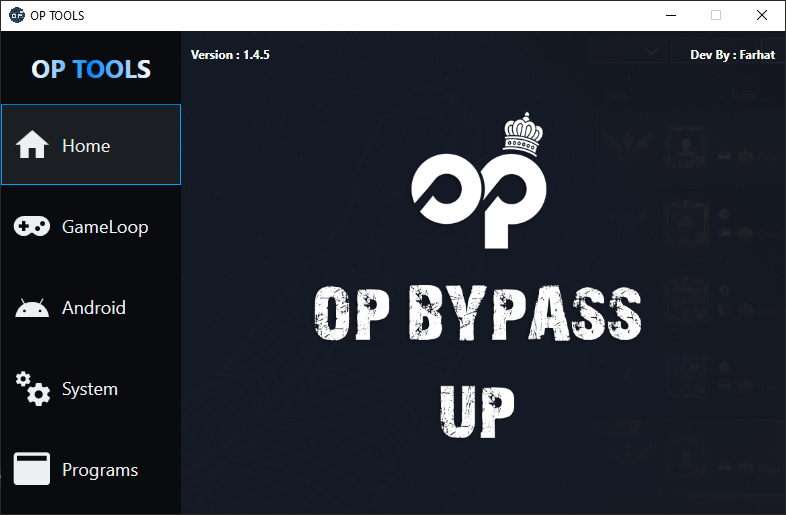 OP TOOLS
OP TOOLS
Version : 1.4.5
Dev By : Farhat
Home
GameLoop
Android
System
Programs
op
OP BYPASS
UP